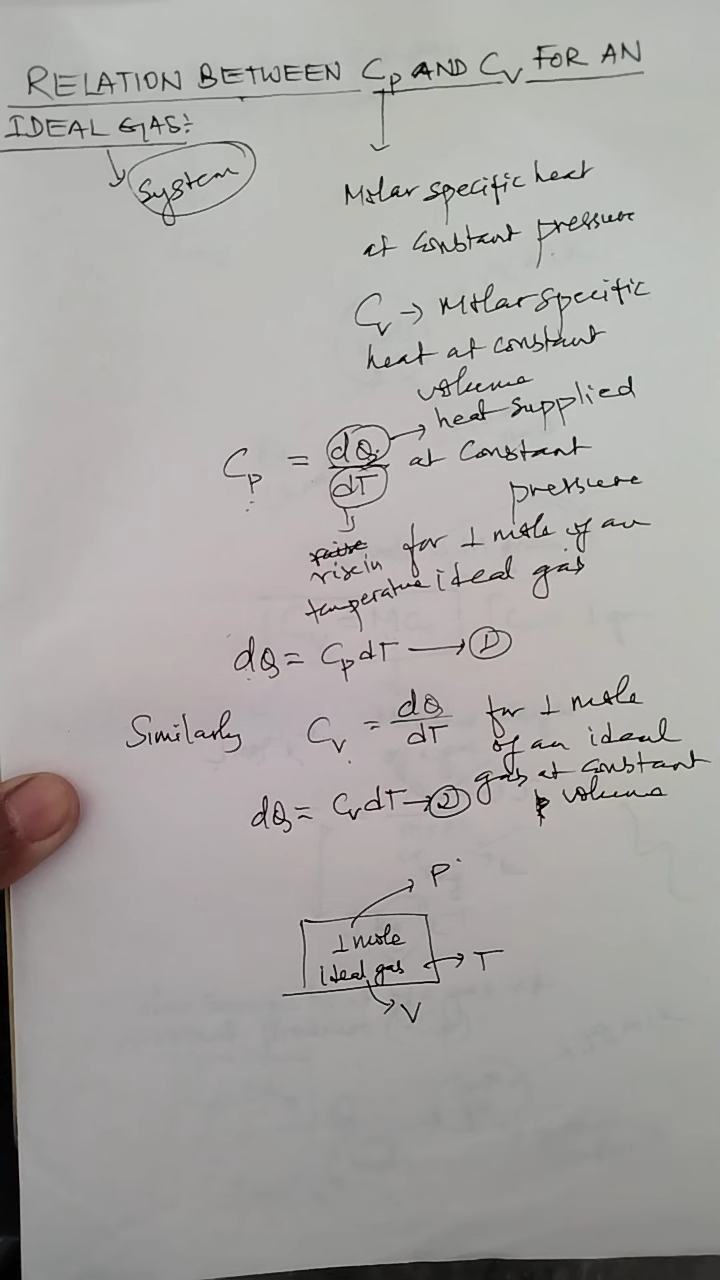 RELATION BETWEEN Cp AND Cv FOR AN
IDEAL GAS:
System
Molar specific heat
at constant pressure
Cv → Molar specific
heat at constant
volume
Cp = dQ/dT → heat supplied
at constant
pressure
rise in temperature
for 1 mole of an
ideal gas
dQ = CpdT → ①
Similarly Cv = dQ/dT for 1 mole
of an ideal
gas at constant
volume
dQ = CvdT → ②
P
1 mole
ideal gas → T
V